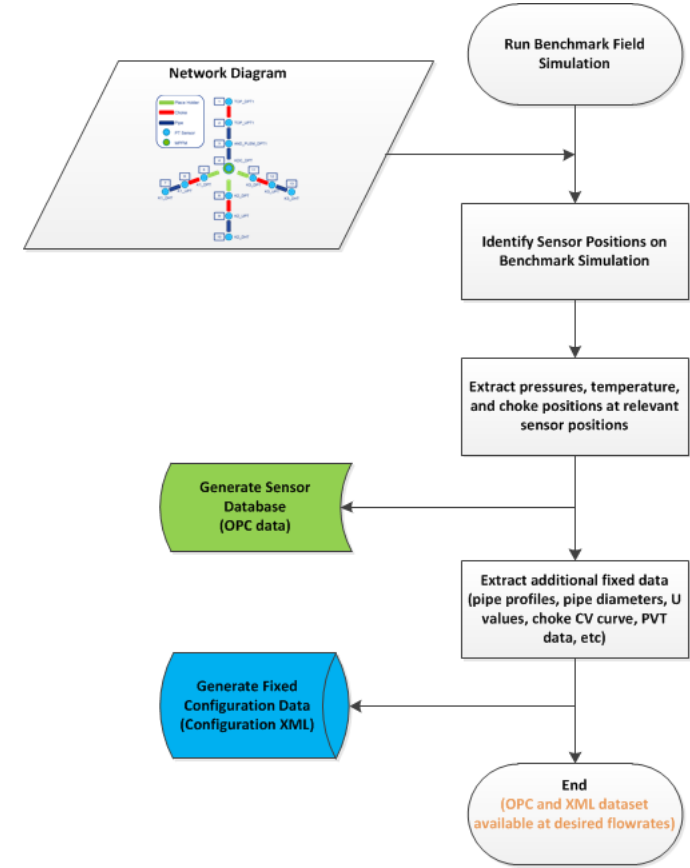 Run Benchmark Field
Simulation
Network Diagram
Place Holder
Choke
Pipe
PT Sensor
MPFM
TOP_DPT1
TOP_UPT1
Identify Sensor Positions on
Benchmark Simulation
Extract pressures, temperature,
and choke positions at relevant
sensor positions
Generate Sensor
Database
(OPC data)
Extract additional fixed data
(pipe profiles, pipe diameters, U
values, choke CV curve, PVT
data, etc)
Generate Fixed
Configuration Data
(Configuration XML)
End
(OPC and XML dataset
available at desired flowrates)